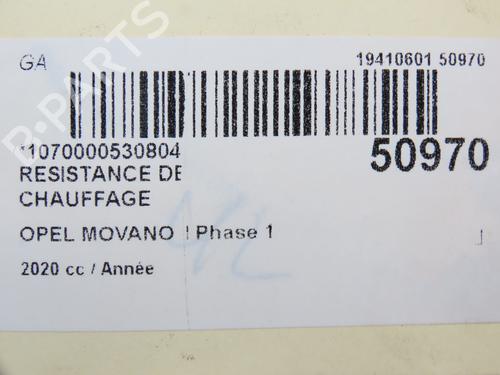 GA
19410601 50970
*1070000530804
50970
RESISTANCE DE
CHAUFFAGE
OPEL MOVANO I Phase 1
2020 cc / Année
B-PARTS